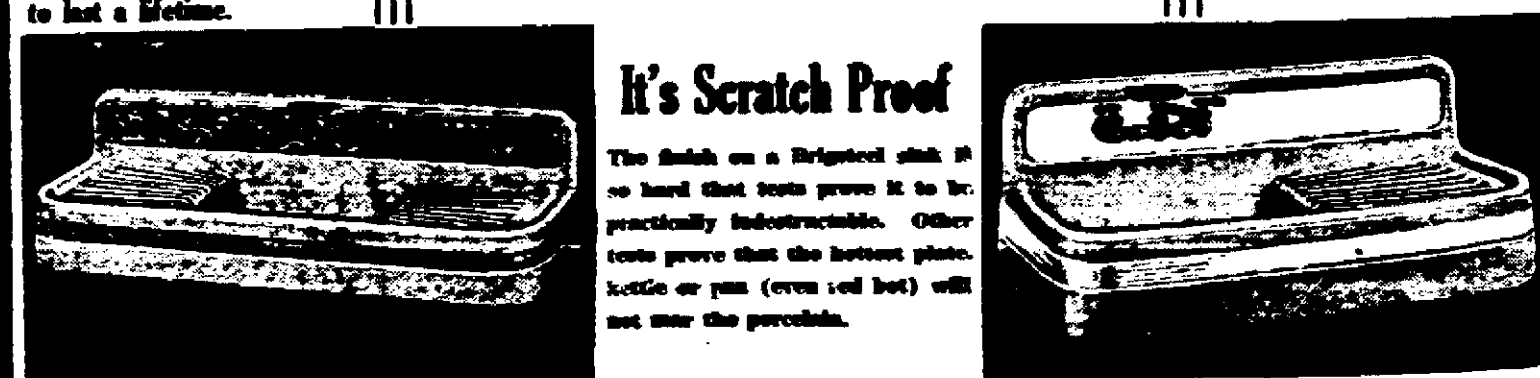 to last a lifetime.
It's Scratch Proof
The finish on a Brigsteel sink is
so hard that tests prove it to be
practically indestructable. Other
tests prove that the hottest plate,
kettle or pan (even red hot) will
not mar the porcelain.